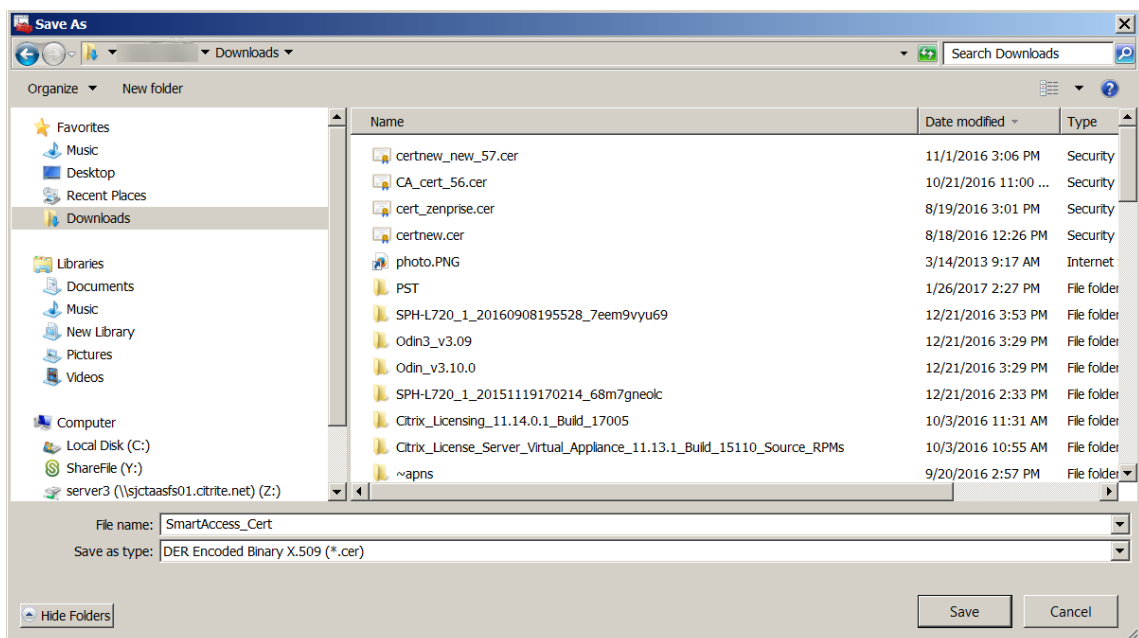 Save As
Downloads
Search Downloads
Organize
New folder
Favorites
Music
Desktop
Recent Places
Downloads
Libraries
Documents
Music
New Library
Pictures
Videos
Computer
Local Disk (C:)
ShareFile (Y:)
server3 (\\sjctaasfs01.citrite.net) (Z:)
Name Date modified Type
certnew_new_57.cer 11/1/2016 3:06 PM Security
CA_cert_56.cer 10/21/2016 11:00 ... Security
cert_zenprise.cer 8/19/2016 3:01 PM Security
certnew.cer 8/18/2016 12:26 PM Security
photo.PNG 3/14/2013 9:17 AM Internet
PST 1/26/2017 2:27 PM File folder
SPH-L720_1_20160908195528_7eem9vyu69 12/21/2016 3:53 PM File folder
Odin3_v3.09 12/21/2016 3:29 PM File folder
Odin_v3.10.0 12/21/2016 3:29 PM File folder
SPH-L720_1_20151119170214_68m7gneolc 12/21/2016 2:33 PM File folder
Citrix_Licensing_11.14.0.1_Build_17005 10/3/2016 11:31 AM File folder
Citrix_License_Server_Virtual_Appliance_11.13.1_Build_15110_Source_RPMs 10/3/2016 10:55 AM File folder
~apns 9/20/2016 2:57 PM File folder
File name: SmartAccess_Cert
Save as type: DER Encoded Binary X.509 (*.cer)
Hide Folders
Save
Cancel